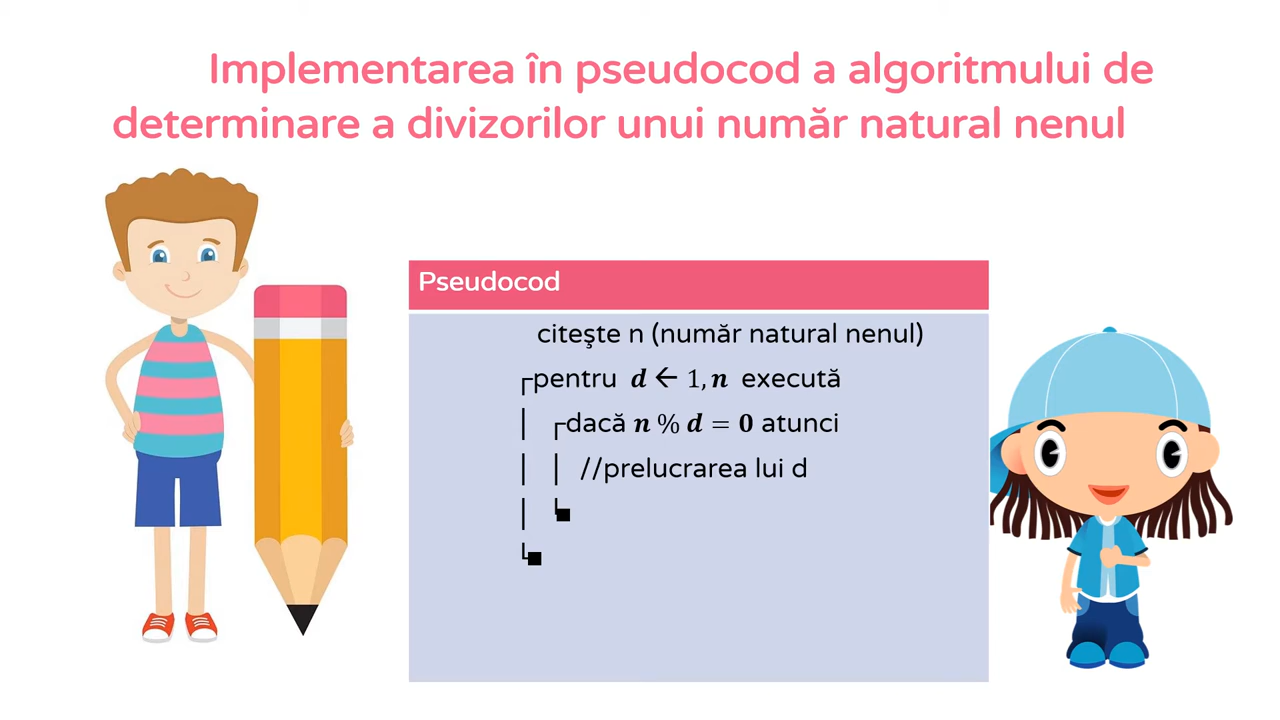 Implementarea în pseudocod a algoritmului de
determinare a divizorilor unui număr natural nenul
Pseudocod
citeşte n (număr natural nenul)
┌pentru d ← 1, n execută
│ ┌dacă n % d = 0 atunci
│ │ //prelucrarea lui d
│ └■
└■